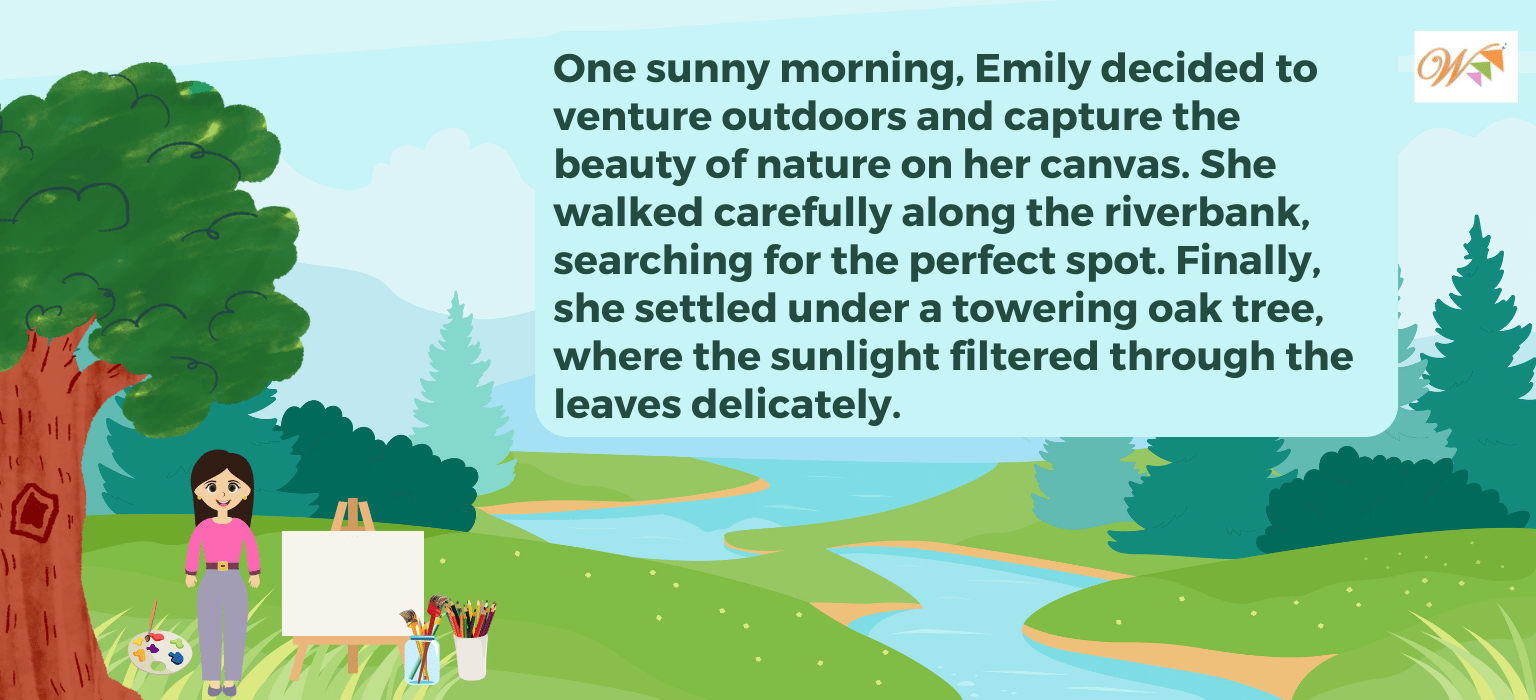 One sunny morning, Emily decided to
venture outdoors and capture the
beauty of nature on her canvas. She
walked carefully along the riverbank,
searching for the perfect spot. Finally,
she settled under a towering oak tree,
where the sunlight filtered through the
leaves delicately.
W